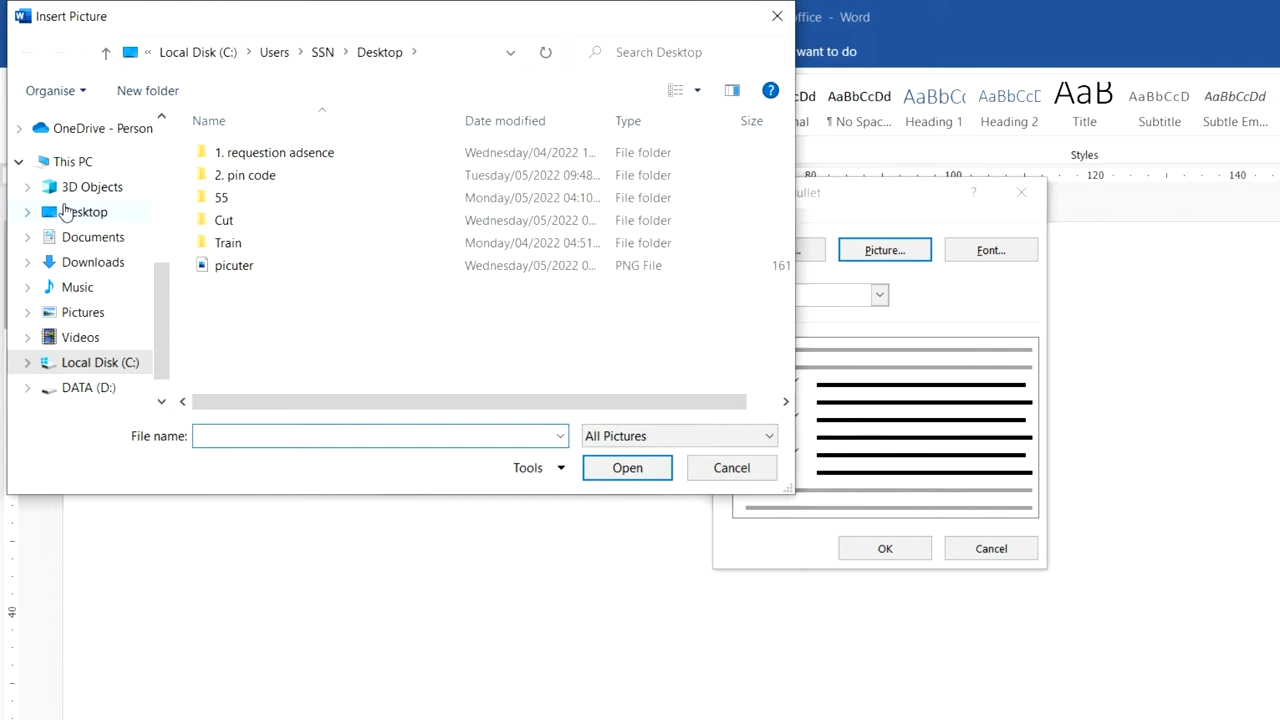 Insert Picture
office - Word
« Local Disk (C:) > Users > SSN > Desktop >
Search Desktop
want to do
Organise
New folder
OneDrive - Person
This PC
3D Objects
Desktop
Documents
Downloads
Music
Pictures
Videos
Local Disk (C:)
DATA (D:)
Name Date modified Type Size
1. requestion adsence Wednesday/04/2022 1... File folder
2. pin code Tuesday/05/2022 09:48... File folder
55 Monday/05/2022 04:10... File folder
Cut Wednesday/05/2022 0... File folder
Train Monday/04/2022 04:51... File folder
picuter Wednesday/05/2022 0... PNG File 161
File name:
All Pictures
Tools
Open
Cancel
AaBbCcDd AaBbC( AaBbCcD AaB AaBbCcD AaBbCcDd
¶ No Spac... Heading 1 Heading 2 Title Subtitle Subtle Em...
Styles
80 100 120 140
Bullet
?
Picture...
Font...
OK
Cancel
40